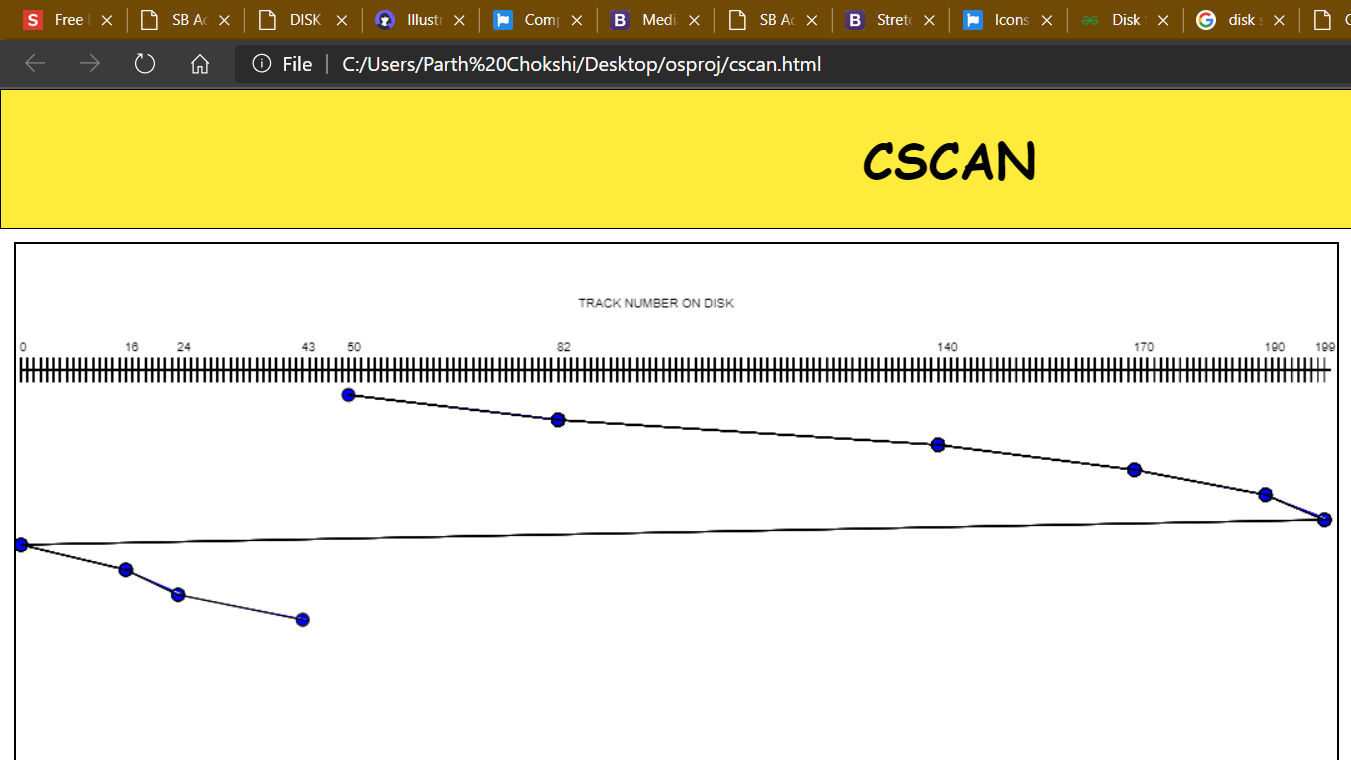 S Free SB Ac DISK Illustr Com Medi SB Ac B Stret Icons Disk disk s
File C:/Users/Parth%20Chokshi/Desktop/osproj/cscan.html
CSCAN
TRACK NUMBER ON DISK
0 16 24 43 50 82 140 170 190 199